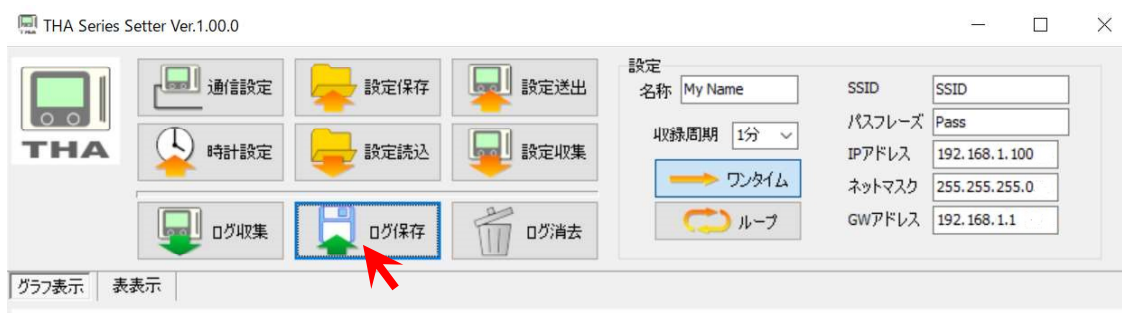 THA Series Setter Ver.1.00.0
THA
通信設定
設定保存
設定送出
時計設定
設定読込
設定収集
ログ収集
ログ保存
ログ消去
設定
名称 My Name
収録周期 1分
ワンタイム
ループ
SSID SSID
パスフレーズ Pass
IPアドレス 192.168.1.100
ネットマスク 255.255.255.0
GWアドレス 192.168.1.1
グラフ表示 表表示